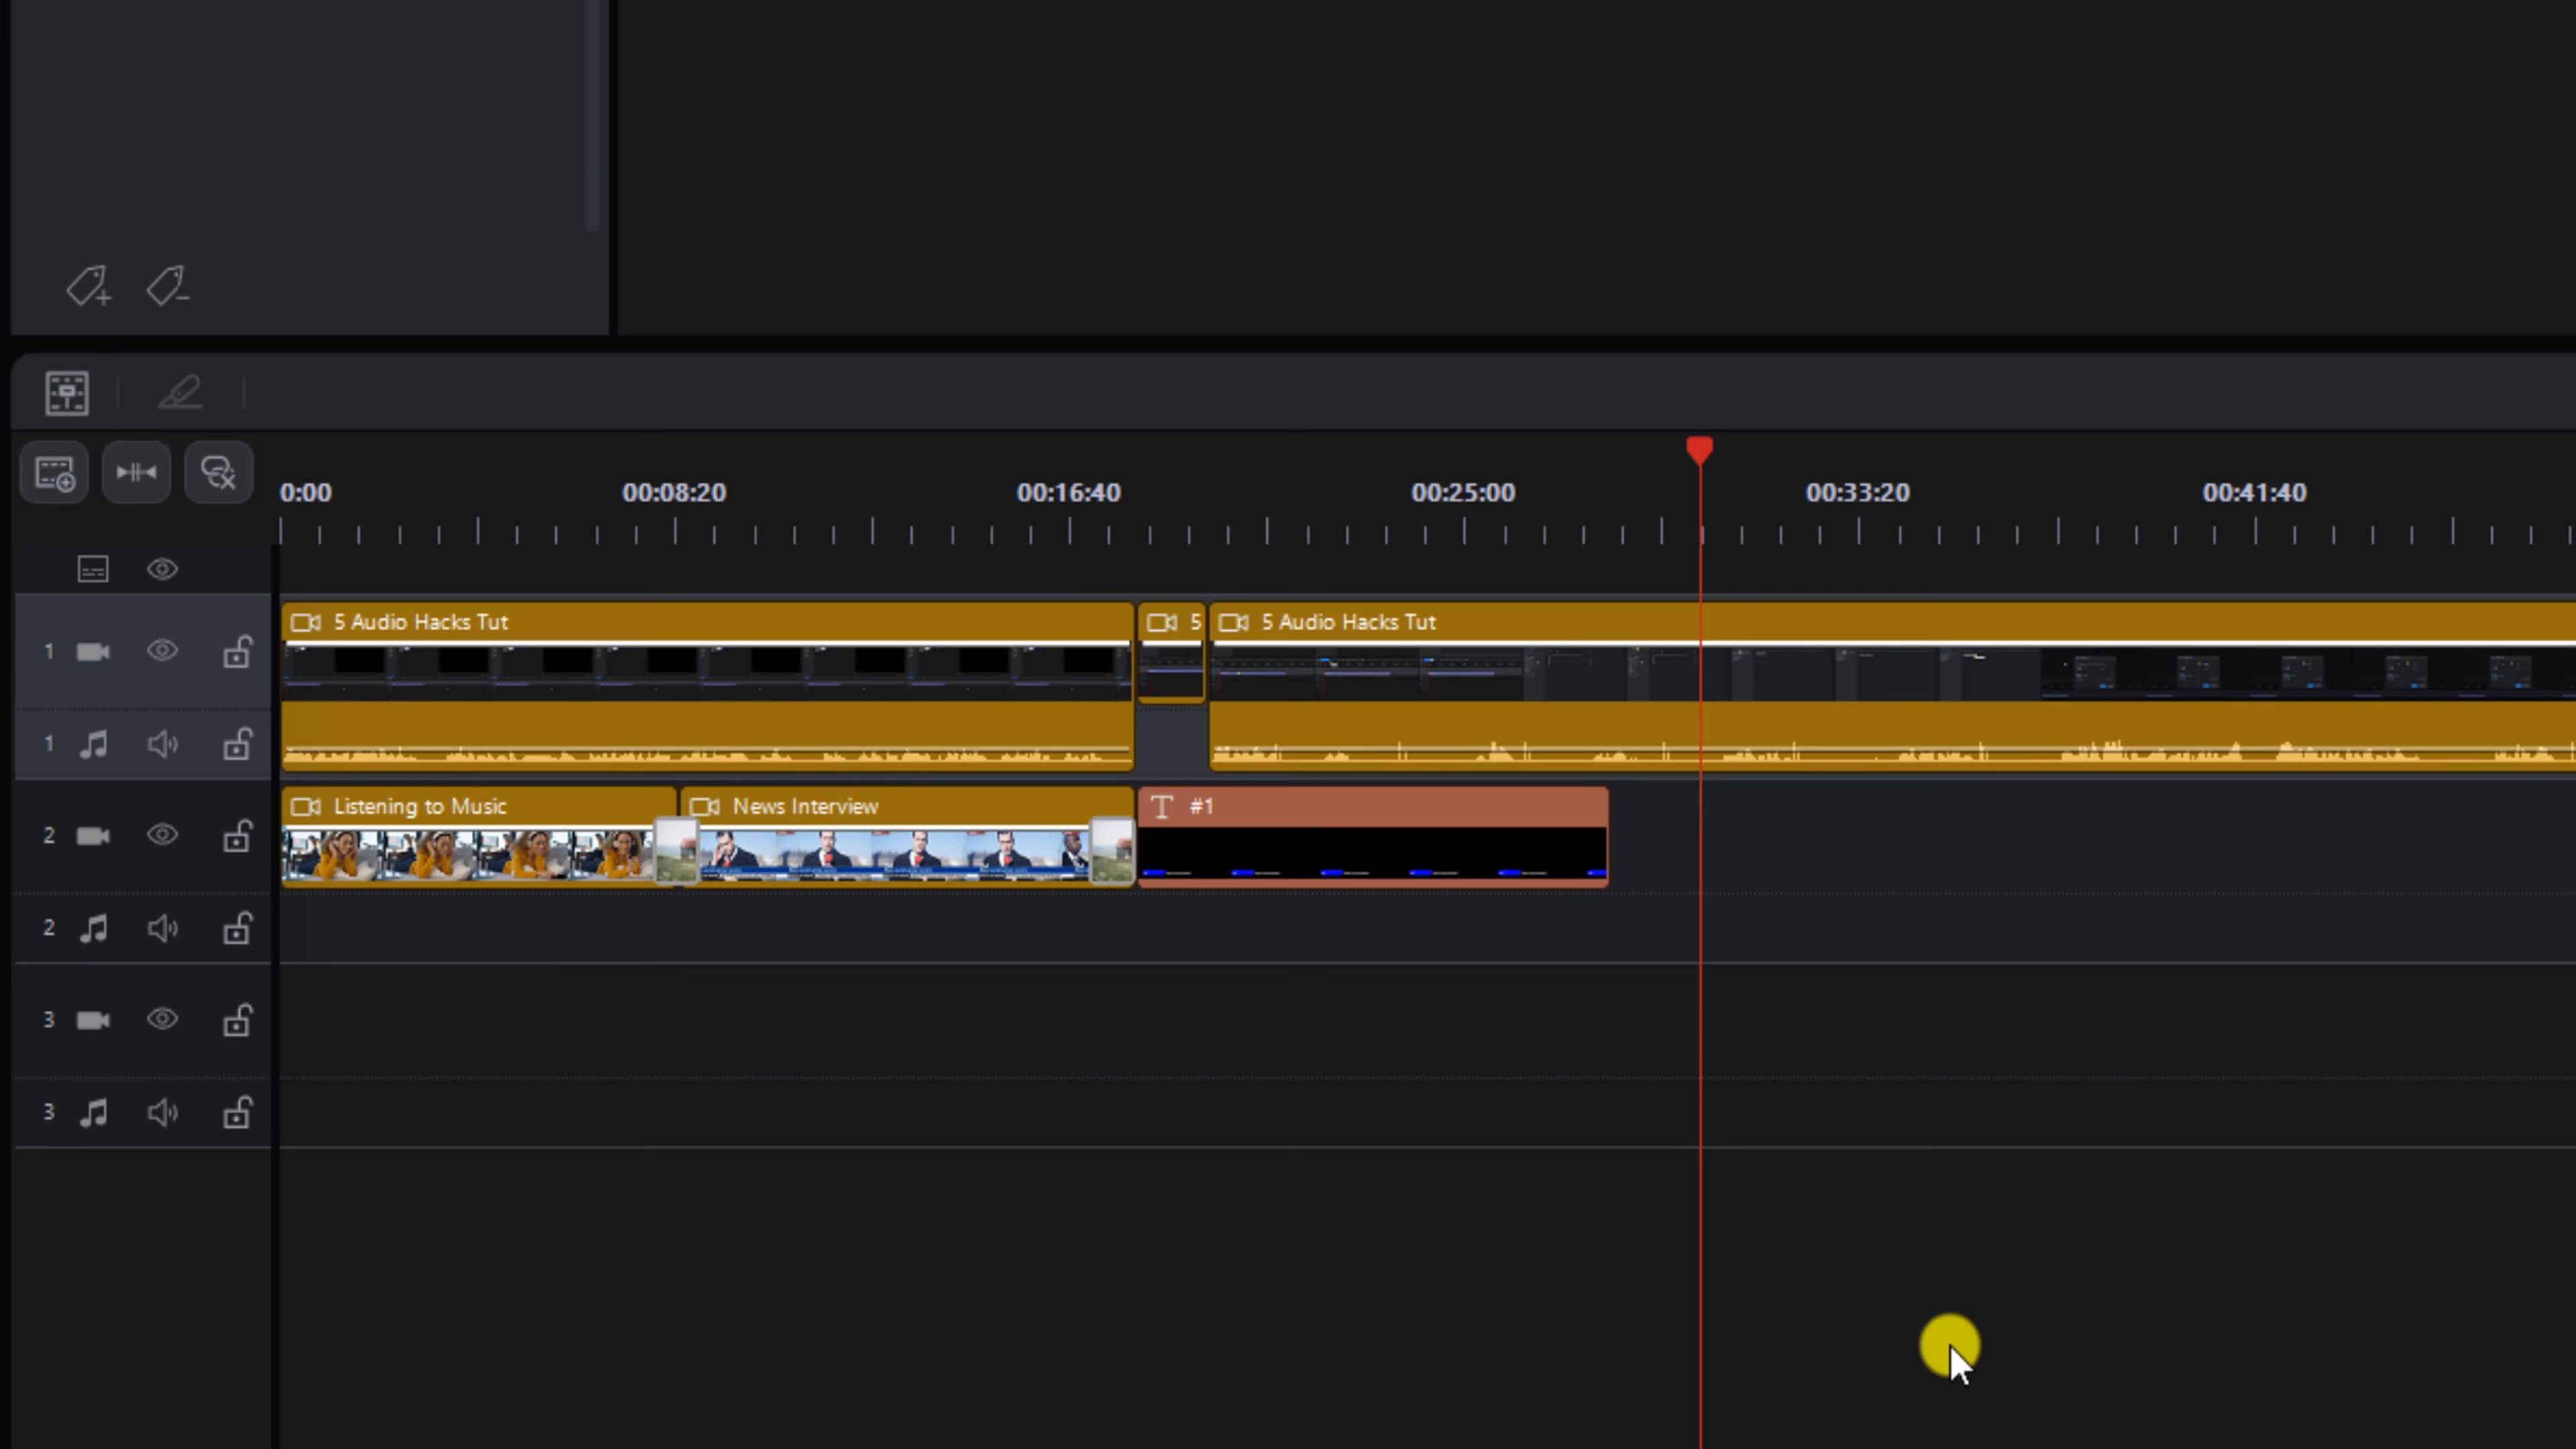 0:00 00:08:20 00:16:40 00:25:00 00:33:20 00:41:40
1 5 Audio Hacks Tut 5 5 Audio Hacks Tut
1
2 Listening to Music News Interview #1
2
3
3